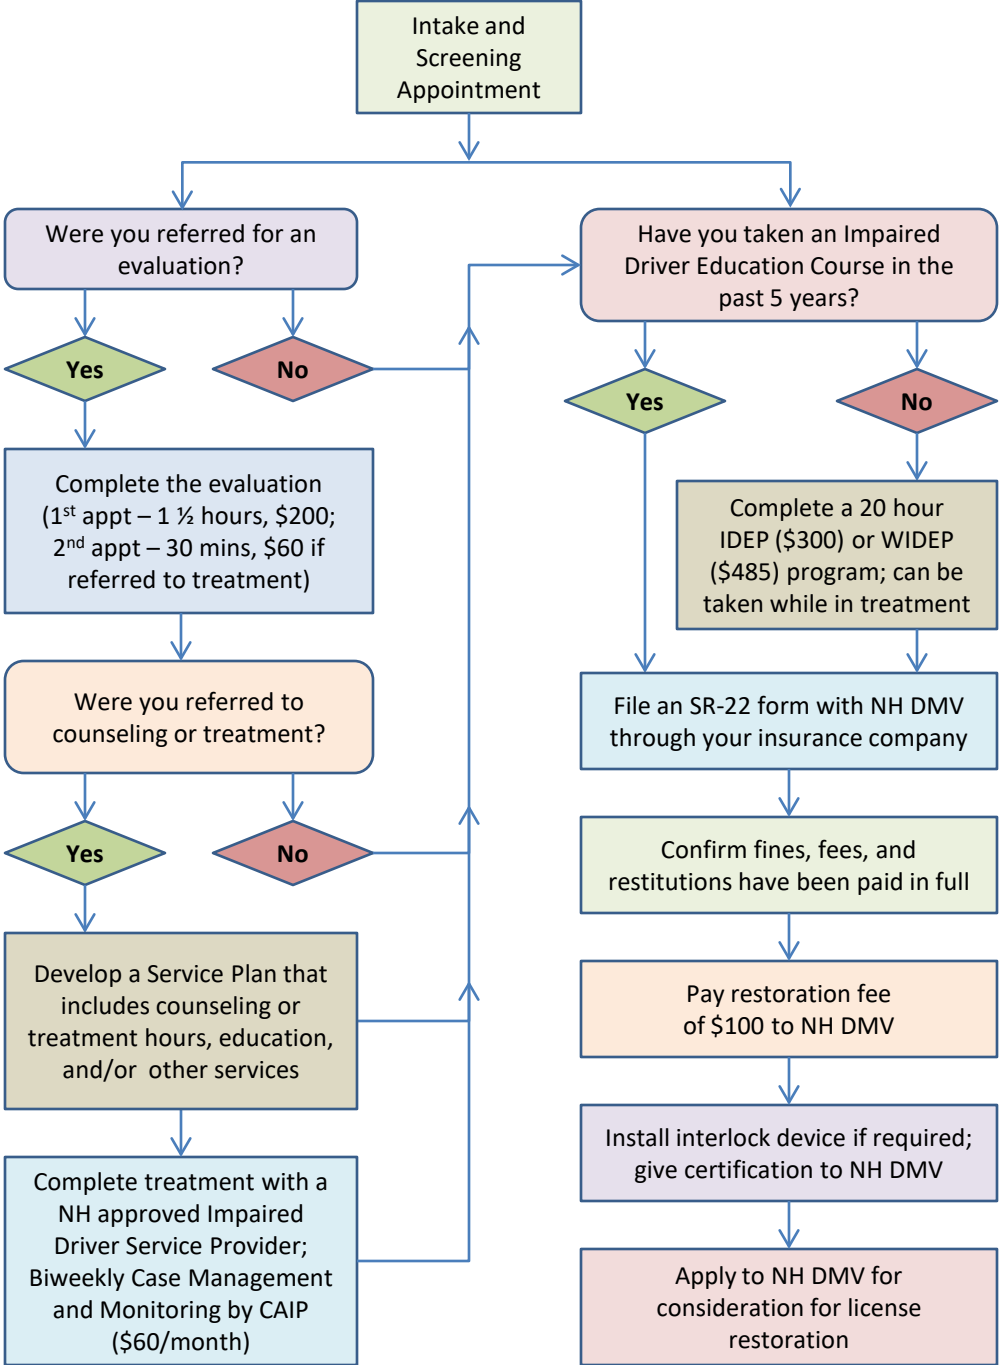 Intake and
Screening
Appointment
Were you referred for an
evaluation?
Yes
No
Complete the evaluation
(1st appt – 1 ½ hours, $200;
2nd appt – 30 mins, $60 if
referred to treatment)
Were you referred to
counseling or treatment?
Yes
No
Develop a Service Plan that
includes counseling or
treatment hours, education,
and/or other services
Complete treatment with a
NH approved Impaired
Driver Service Provider;
Biweekly Case Management
and Monitoring by CAIP
($60/month)
Have you taken an Impaired
Driver Education Course in the
past 5 years?
Yes
No
Complete a 20 hour
IDEP ($300) or WIDEP
($485) program; can be
taken while in treatment
File an SR-22 form with NH DMV
through your insurance company
Confirm fines, fees, and
restitutions have been paid in full
Pay restoration fee
of $100 to NH DMV
Install interlock device if required;
give certification to NH DMV
Apply to NH DMV for
consideration for license
restoration